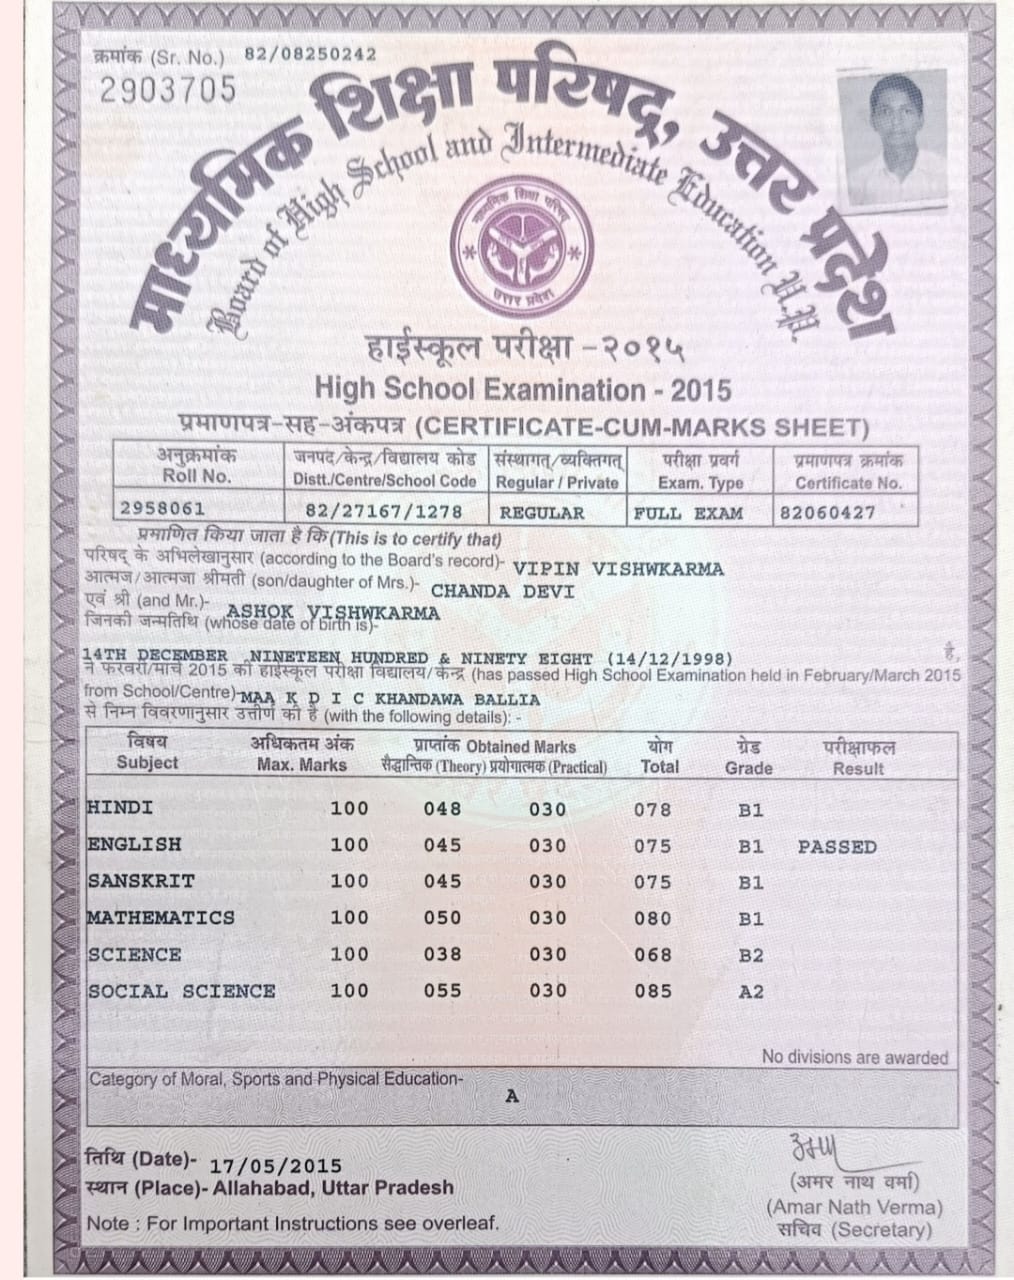 क्रमांक (Sr. No.) 82/08250242
2903705
माध्यमिक शिक्षा परिषद्, उत्तर प्रदेश
Board of High School and Intermediate Education U.P.
माध्यमिक शिक्षा परिषद्
उत्तर प्रदेश
हाईस्कूल परीक्षा -२०१५
High School Examination - 2015
प्रमाणपत्र-सह-अंकपत्र (CERTIFICATE-CUM-MARKS SHEET)
अनुक्रमांक जनपद/केन्द्र/विद्यालय कोड संस्थागत/व्यक्तिगत् परीक्षा प्रवर्ग प्रमाणपत्र क्रमांक
Roll No. Distt./Centre/School Code Regular / Private Exam. Type Certificate No.
2958061 82/27167/1278 REGULAR FULL EXAM 82060427
प्रमाणित किया जाता है कि(This is to certify that)
परिषद् के अभिलेखानुसार (according to the Board's record)- VIPIN VISHWKARMA
आत्मज/आत्मजा श्रीमती (son/daughter of Mrs.)- CHANDA DEVI
एवं श्री (and Mr.)- ASHOK VISHWKARMA
जिनकी जन्मतिथि (whose date of birth is)-
14TH DECEMBER NINETEEN HUNDRED & NINETY EIGHT (14/12/1998) है,
ने फरवरी/मार्च 2015 की हाईस्कूल परीक्षा विद्यालय/केन्द्र (has passed High School Examination held in February/March 2015
from School/Centre)-MAA K D I C KHANDAWA BALLIA
से निम्न विवरणानुसार उत्तीर्ण की है (with the following details): -
विषय अधिकतम अंक प्राप्तांक Obtained Marks योग ग्रेड परीक्षाफल
Subject Max. Marks सैद्धान्तिक (Theory) प्रयोगात्मक (Practical) Total Grade Result
HINDI 100 048 030 078 B1
ENGLISH 100 045 030 075 B1 PASSED
SANSKRIT 100 045 030 075 B1
MATHEMATICS 100 050 030 080 B1
SCIENCE 100 038 030 068 B2
SOCIAL SCIENCE 100 055 030 085 A2
No divisions are awarded
Category of Moral, Sports and Physical Education-
A
तिथि (Date)- 17/05/2015
स्थान (Place)- Allahabad, Uttar Pradesh
(अमर नाथ वर्मा)
(Amar Nath Verma)
Note : For Important Instructions see overleaf.
सचिव (Secretary)